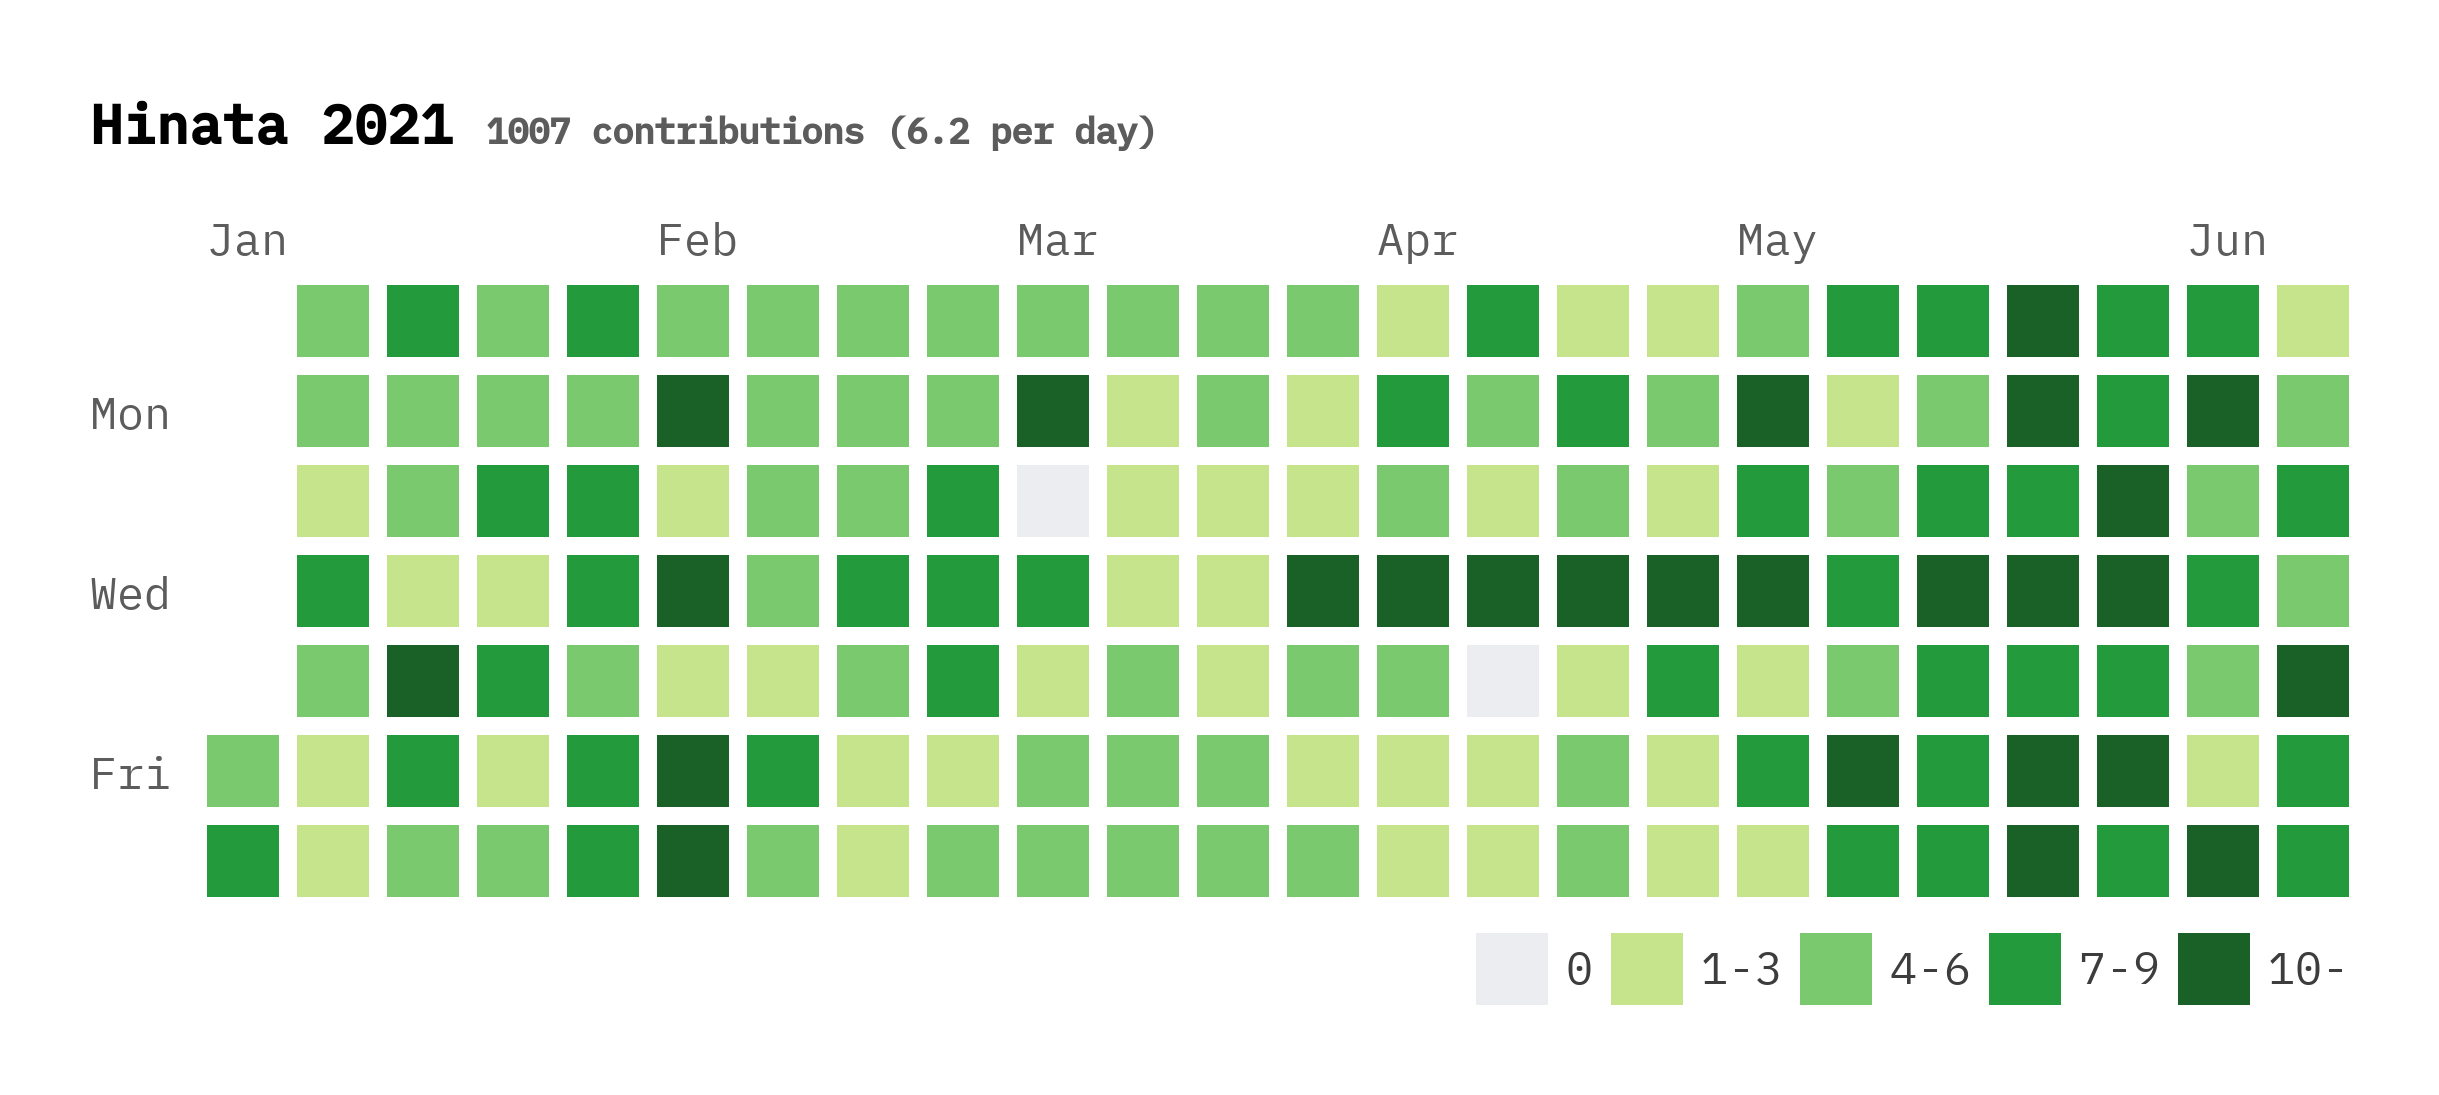 Hinata 2021 1007 contributions (6.2 per day)
Jan Feb Mar Apr May Jun
Mon
Wed
Fri
0 1-3 4-6 7-9 10-